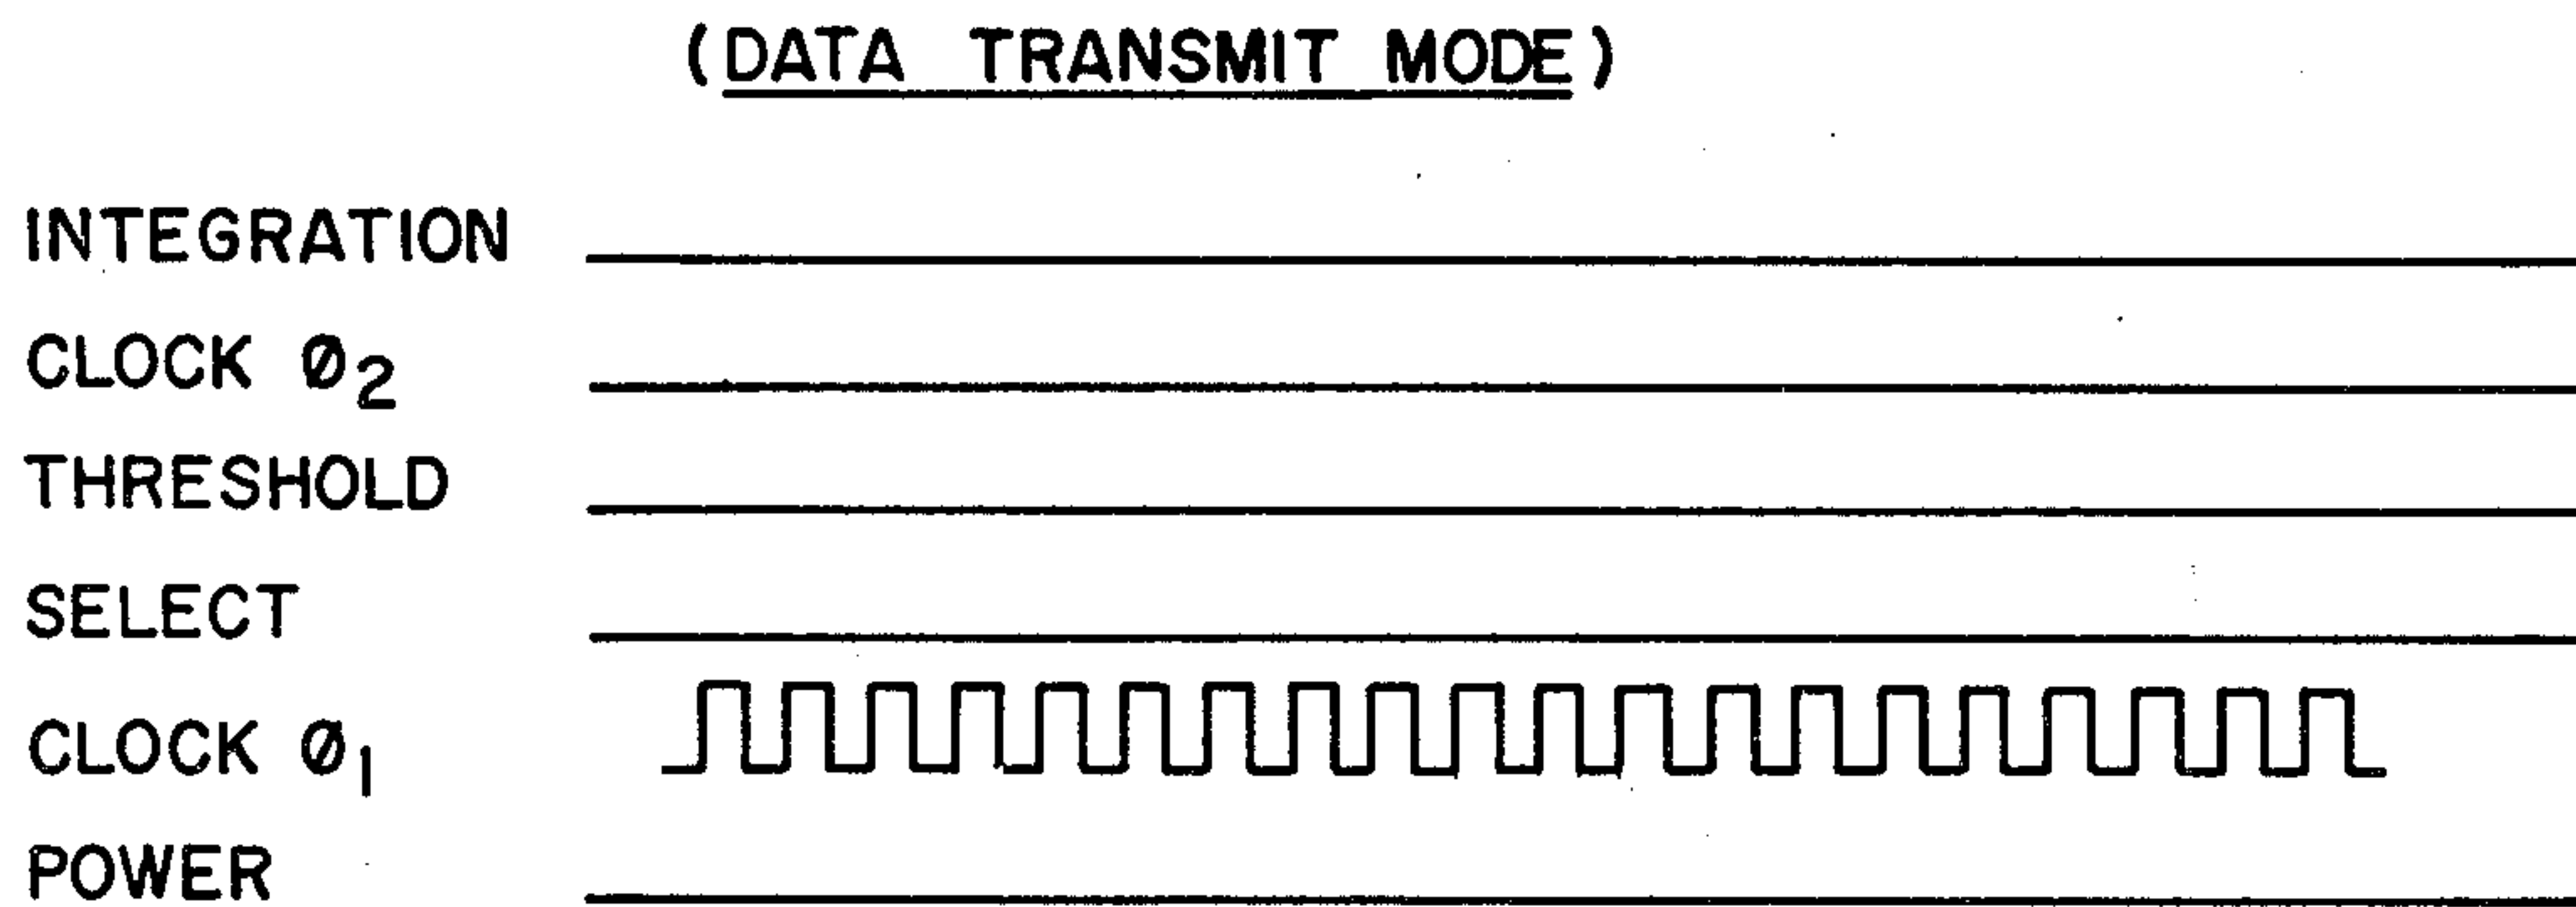 (DATA TRANSMIT MODE)
INTEGRATION
CLOCK Ø₂
THRESHOLD
SELECT
CLOCK Ø₁
POWER